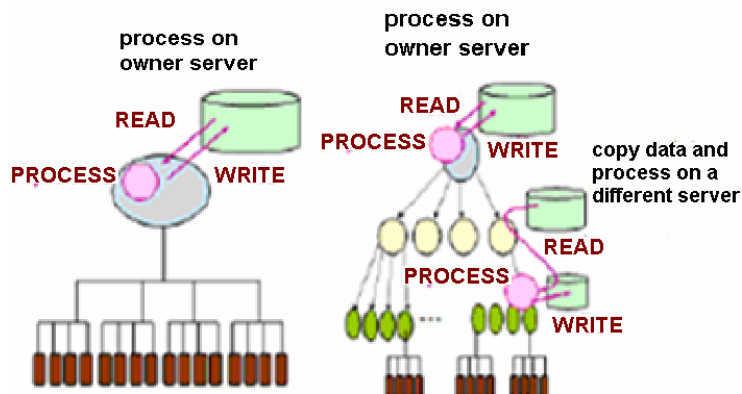 process on
owner server
READ
PROCESS
WRITE
process on
owner server
READ
PROCESS
WRITE
copy data and
process on a
different server
READ
PROCESS
WRITE
...